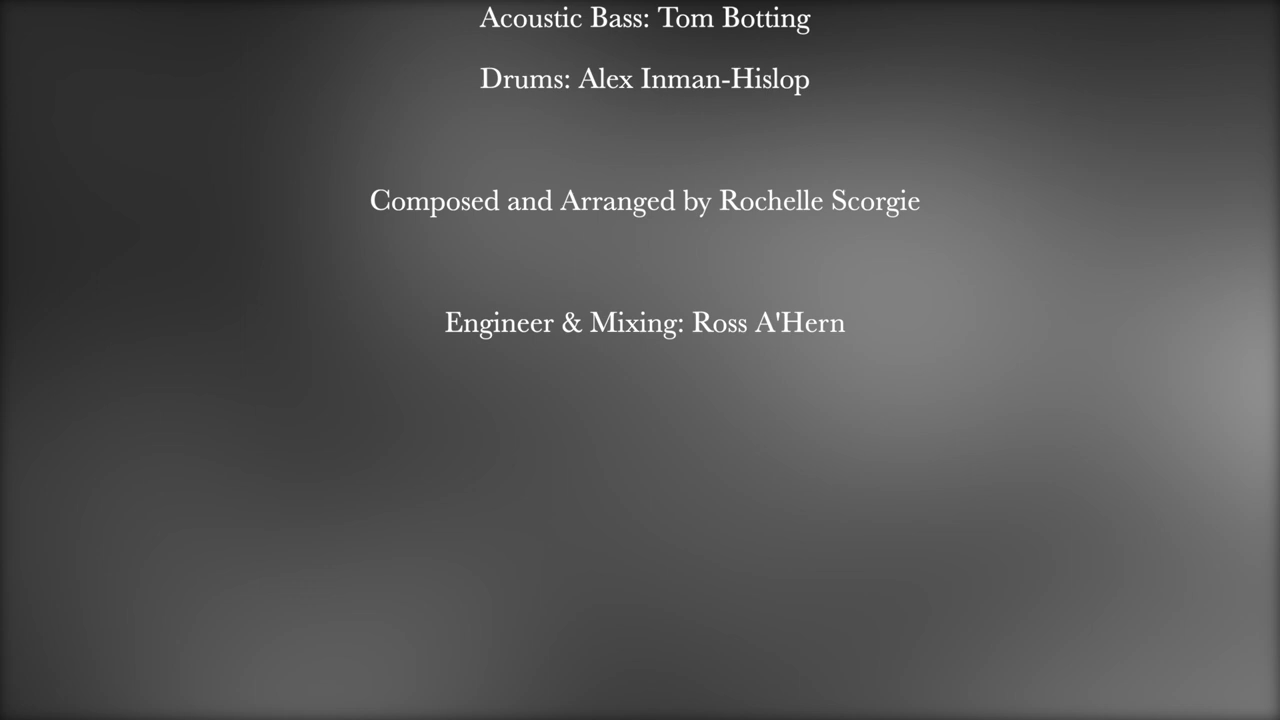 Acoustic Bass: Tom Botting
Drums: Alex Inman-Hislop
Composed and Arranged by Rochelle Scorgie
Engineer & Mixing: Ross A'Hern